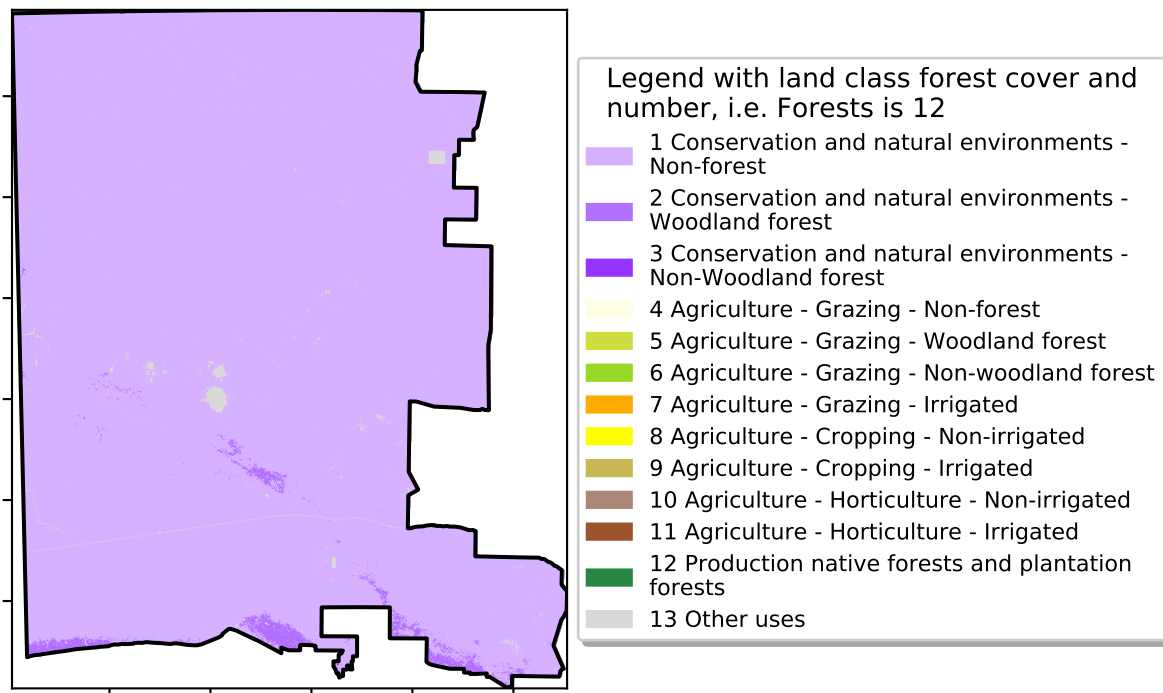 Legend with land class forest cover and
number, i.e. Forests is 12
1 Conservation and natural environments -
Non-forest
2 Conservation and natural environments -
Woodland forest
3 Conservation and natural environments -
Non-Woodland forest
4 Agriculture - Grazing - Non-forest
5 Agriculture - Grazing - Woodland forest
6 Agriculture - Grazing - Non-woodland forest
7 Agriculture - Grazing - Irrigated
8 Agriculture - Cropping - Non-irrigated
9 Agriculture - Cropping - Irrigated
10 Agriculture - Horticulture - Non-irrigated
11 Agriculture - Horticulture - Irrigated
12 Production native forests and plantation
forests
13 Other uses